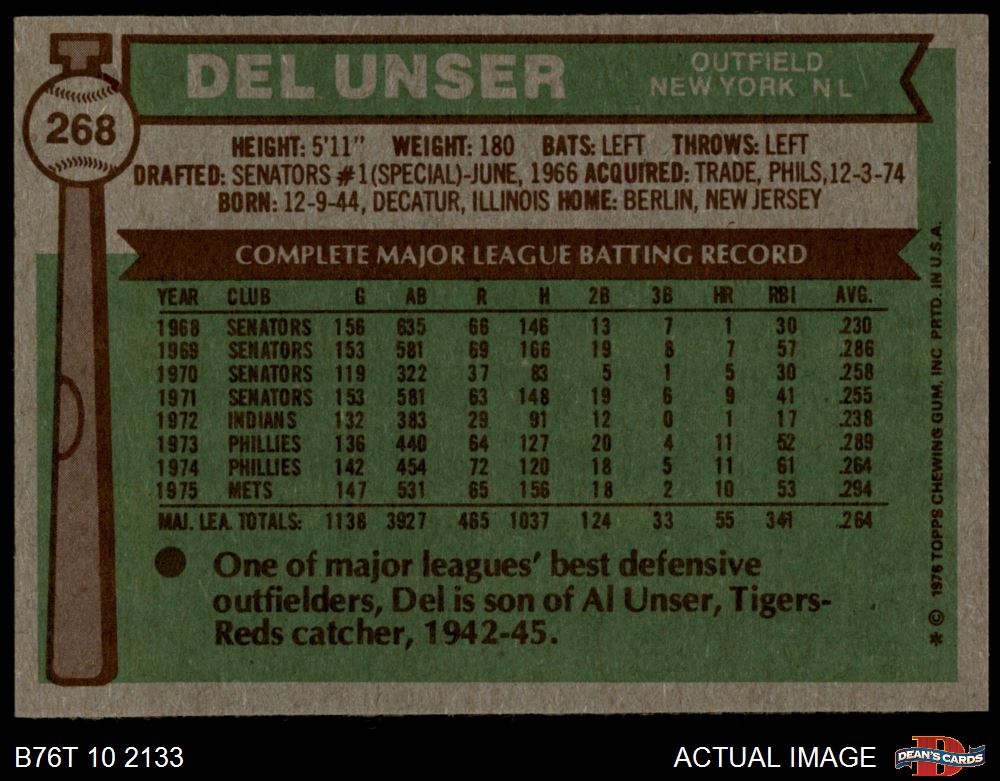 268
DEL UNSER
OUTFIELD
NEW YORK N L
HEIGHT: 5'11" WEIGHT: 180 BATS: LEFT THROWS: LEFT
DRAFTED: SENATORS #1(SPECIAL)-JUNE, 1966 ACQUIRED: TRADE, PHILS, 12-3-74
BORN: 12-9-44, DECATUR, ILLINOIS HOME: BERLIN, NEW JERSEY
COMPLETE MAJOR LEAGUE BATTING RECORD
YEAR CLUB G AB R H 2B 3B HR RBI AVG.
1968 SENATORS 156 635 66 146 13 7 1 30 .230
1969 SENATORS 153 581 69 166 19 8 7 57 .286
1970 SENATORS 119 322 37 83 5 1 5 30 .258
1971 SENATORS 153 581 63 148 19 6 9 41 .255
1972 INDIANS 132 383 29 91 12 0 1 17 .238
1973 PHILLIES 136 440 64 127 20 4 11 52 .289
1974 PHILLIES 142 454 72 120 18 5 11 61 .264
1975 METS 147 531 65 156 18 2 10 53 .294
MAJ. LEA. TOTALS: 1138 3927 465 1037 124 33 55 341 .264
One of major leagues' best defensive
outfielders, Del is son of Al Unser, Tigers-
Reds catcher, 1942-45.
* © 1976 TOPPS CHEWING GUM, INC PRTD. IN U.S.A.
B76T 10 2133
ACTUAL IMAGE
D
DEAN'S CARDS